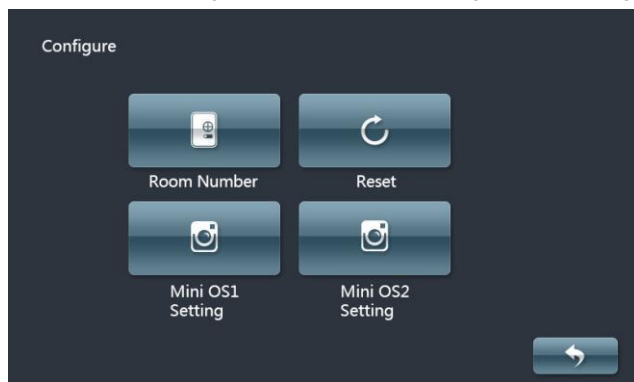 Configure
Room Number
Reset
Mini OS1
Setting
Mini OS2
Setting